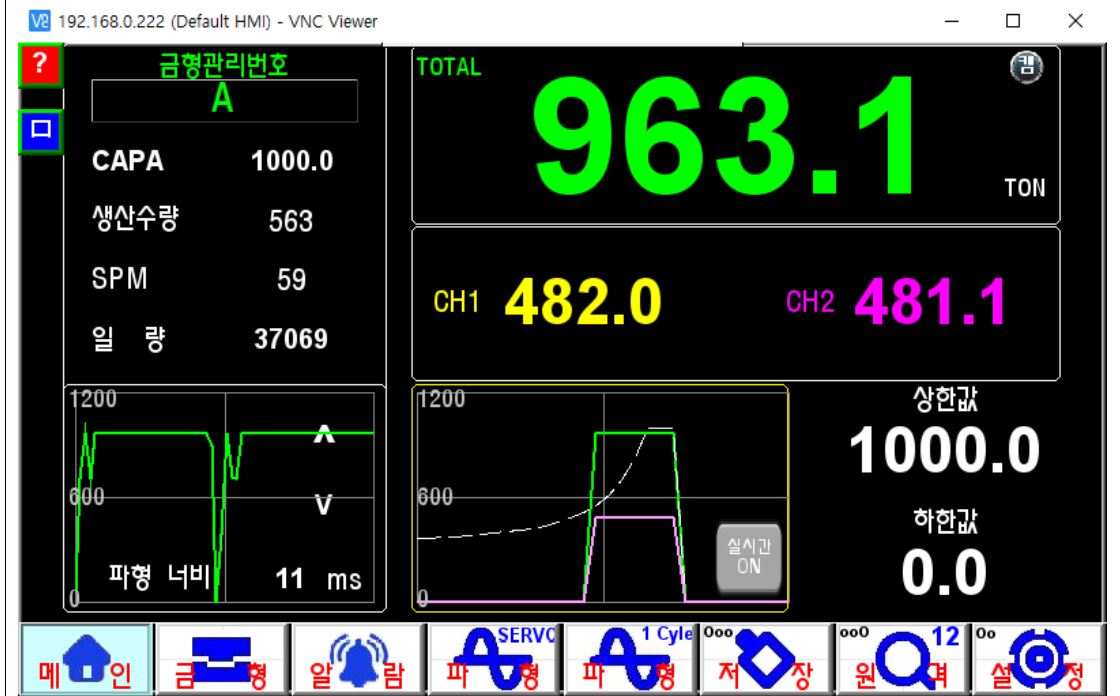 192.168.0.222 (Default HMI) - VNC Viewer
?
금형관리번호
A
CAPA 1000.0
생산수량 563
SPM 59
일 량 37069
TOTAL
963.1
TON
CH1 482.0
CH2 481.1
1200
600
0
ʌ
v
파형 너비 11 ms
1200
600
0
실시간
ON
상한값
1000.0
하한값
0.0
메인
금형
알람
SERVO
파형
1 Cyle
파형
저장
12
원격
설정